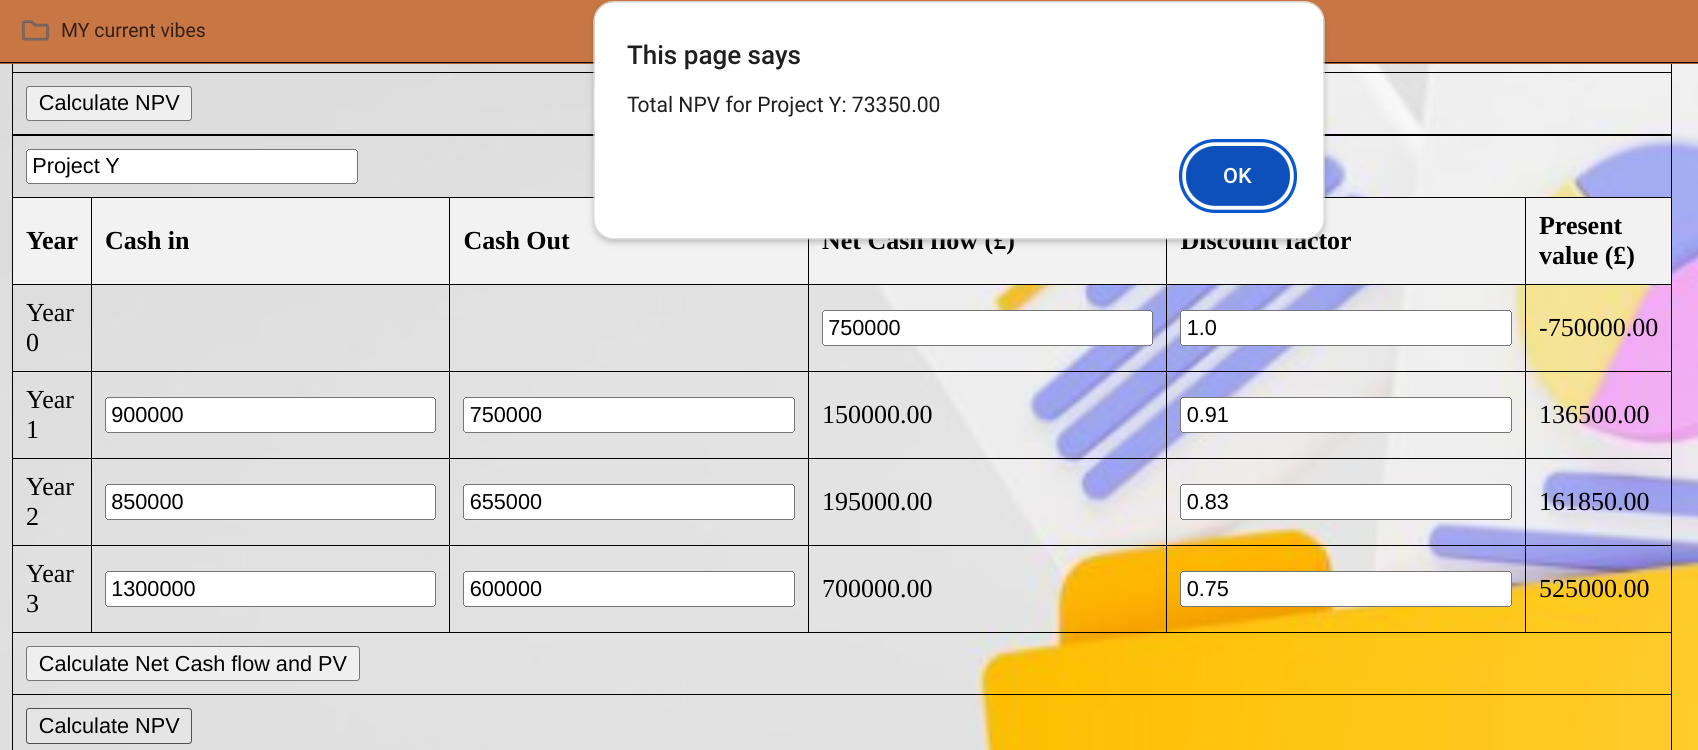 MY current vibes
This page says
Total NPV for Project Y: 73350.00
OK
Calculate NPV
Project Y
Year
Cash in
Cash Out
Net Cash flow (£)
Discount factor
Present
value (£)
Year
0
750000
1.0
-750000.00
Year
1
900000
750000
150000.00
0.91
136500.00
Year
2
850000
655000
195000.00
0.83
161850.00
Year
3
1300000
600000
700000.00
0.75
525000.00
Calculate Net Cash flow and PV
Calculate NPV